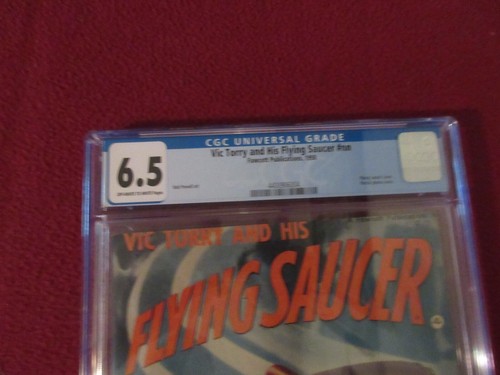 CGC UNIVERSAL GRADE
6.5
Vic Torry and His Flying Saucer #nn
Fawcett Publications, 1950
VIC TORRY AND HIS
FLYING SAUCER